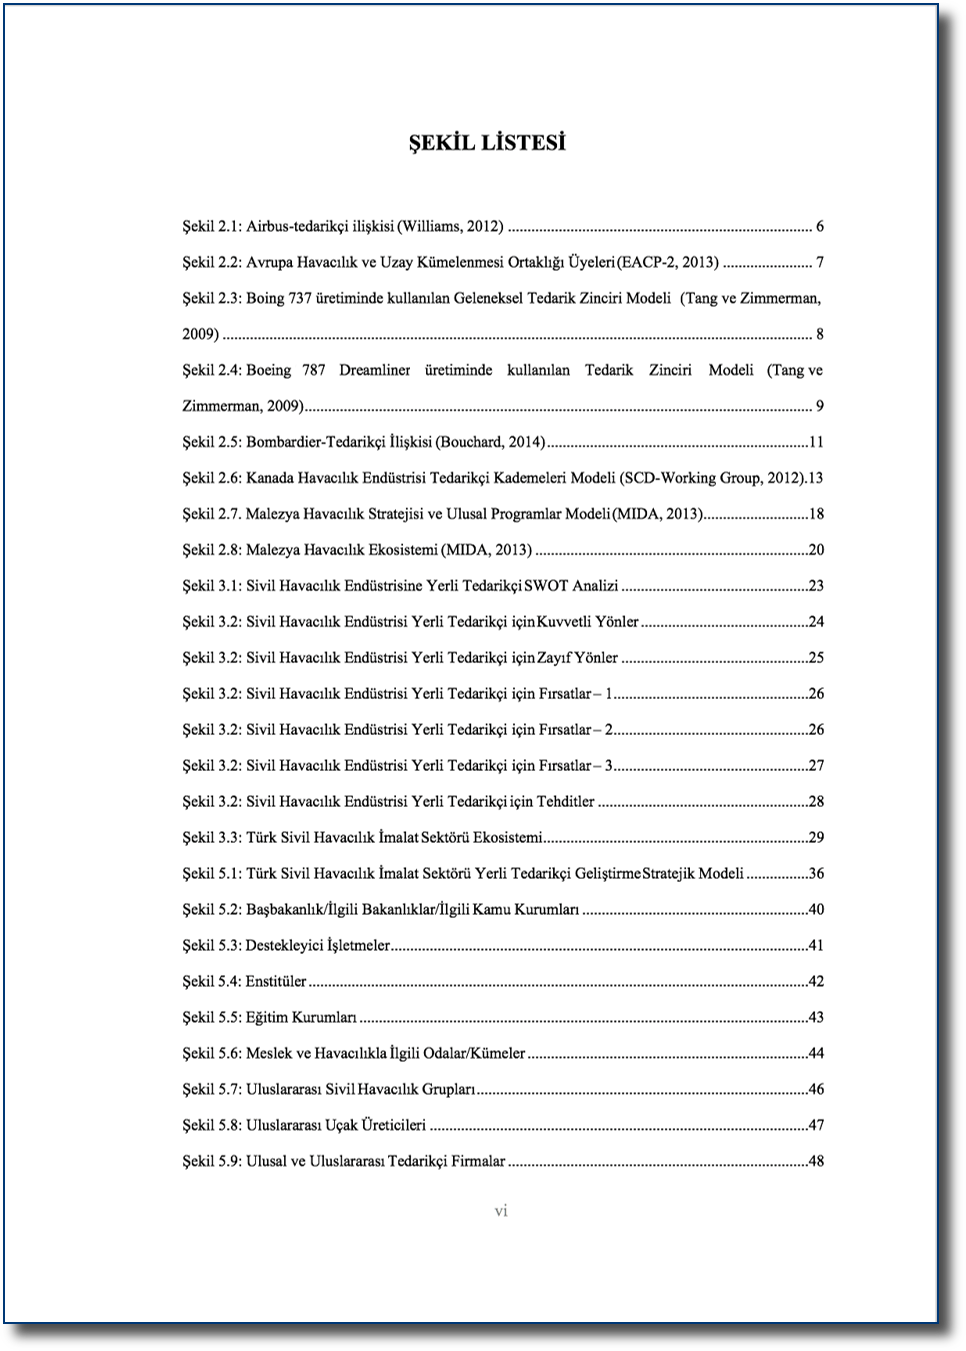 ŞEKİL LİSTESİ
Şekil 2.1: Airbus-tedarikçi ilişkisi (Williams, 2012) ............................................................................. 6
Şekil 2.2: Avrupa Havacılık ve Uzay Kümelenmesi Ortaklığı Üyeleri (EACP-2, 2013) ....................... 7
Şekil 2.3: Boing 737 üretiminde kullanılan Geleneksel Tedarik Zinciri Modeli (Tang ve Zimmerman,
2009) ...................................................................................................................................................... 8
Şekil 2.4: Boeing 787 Dreamliner üretiminde kullanılan Tedarik Zinciri Modeli (Tang ve
Zimmerman, 2009)................................................................................................................................. 9
Şekil 2.5: Bombardier-Tedarikçi İlişkisi (Bouchard, 2014)...................................................................11
Şekil 2.6: Kanada Havacılık Endüstrisi Tedarikçi Kademeleri Modeli (SCD-Working Group, 2012).13
Şekil 2.7. Malezya Havacılık Stratejisi ve Ulusal Programlar Modeli (MIDA, 2013)...........................18
Şekil 2.8: Malezya Havacılık Ekosistemi (MIDA, 2013) ......................................................................20
Şekil 3.1: Sivil Havacılık Endüstrisine Yerli Tedarikçi SWOT Analizi ................................................23
Şekil 3.2: Sivil Havacılık Endüstrisi Yerli Tedarikçi için Kuvvetli Yönler ...........................................24
Şekil 3.2: Sivil Havacılık Endüstrisi Yerli Tedarikçi için Zayıf Yönler ................................................25
Şekil 3.2: Sivil Havacılık Endüstrisi Yerli Tedarikçi için Fırsatlar – 1..................................................26
Şekil 3.2: Sivil Havacılık Endüstrisi Yerli Tedarikçi için Fırsatlar – 2..................................................26
Şekil 3.2: Sivil Havacılık Endüstrisi Yerli Tedarikçi için Fırsatlar – 3..................................................27
Şekil 3.2: Sivil Havacılık Endüstrisi Yerli Tedarikçi için Tehditler ......................................................28
Şekil 3.3: Türk Sivil Havacılık İmalat Sektörü Ekosistemi....................................................................29
Şekil 5.1: Türk Sivil Havacılık İmalat Sektörü Yerli Tedarikçi Geliştirme Stratejik Modeli ................36
Şekil 5.2: Başbakanlık/İlgili Bakanlıklar/İlgili Kamu Kurumları ..........................................................40
Şekil 5.3: Destekleyici İşletmeler...........................................................................................................41
Şekil 5.4: Enstitüler ................................................................................................................................42
Şekil 5.5: Eğitim Kurumları ...................................................................................................................43
Şekil 5.6: Meslek ve Havacılıkla İlgili Odalar/Kümeler ........................................................................44
Şekil 5.7: Uluslararası Sivil Havacılık Grupları.....................................................................................46
Şekil 5.8: Uluslararası Uçak Üreticileri .................................................................................................47
Şekil 5.9: Ulusal ve Uluslararası Tedarikçi Firmalar .............................................................................48
vi